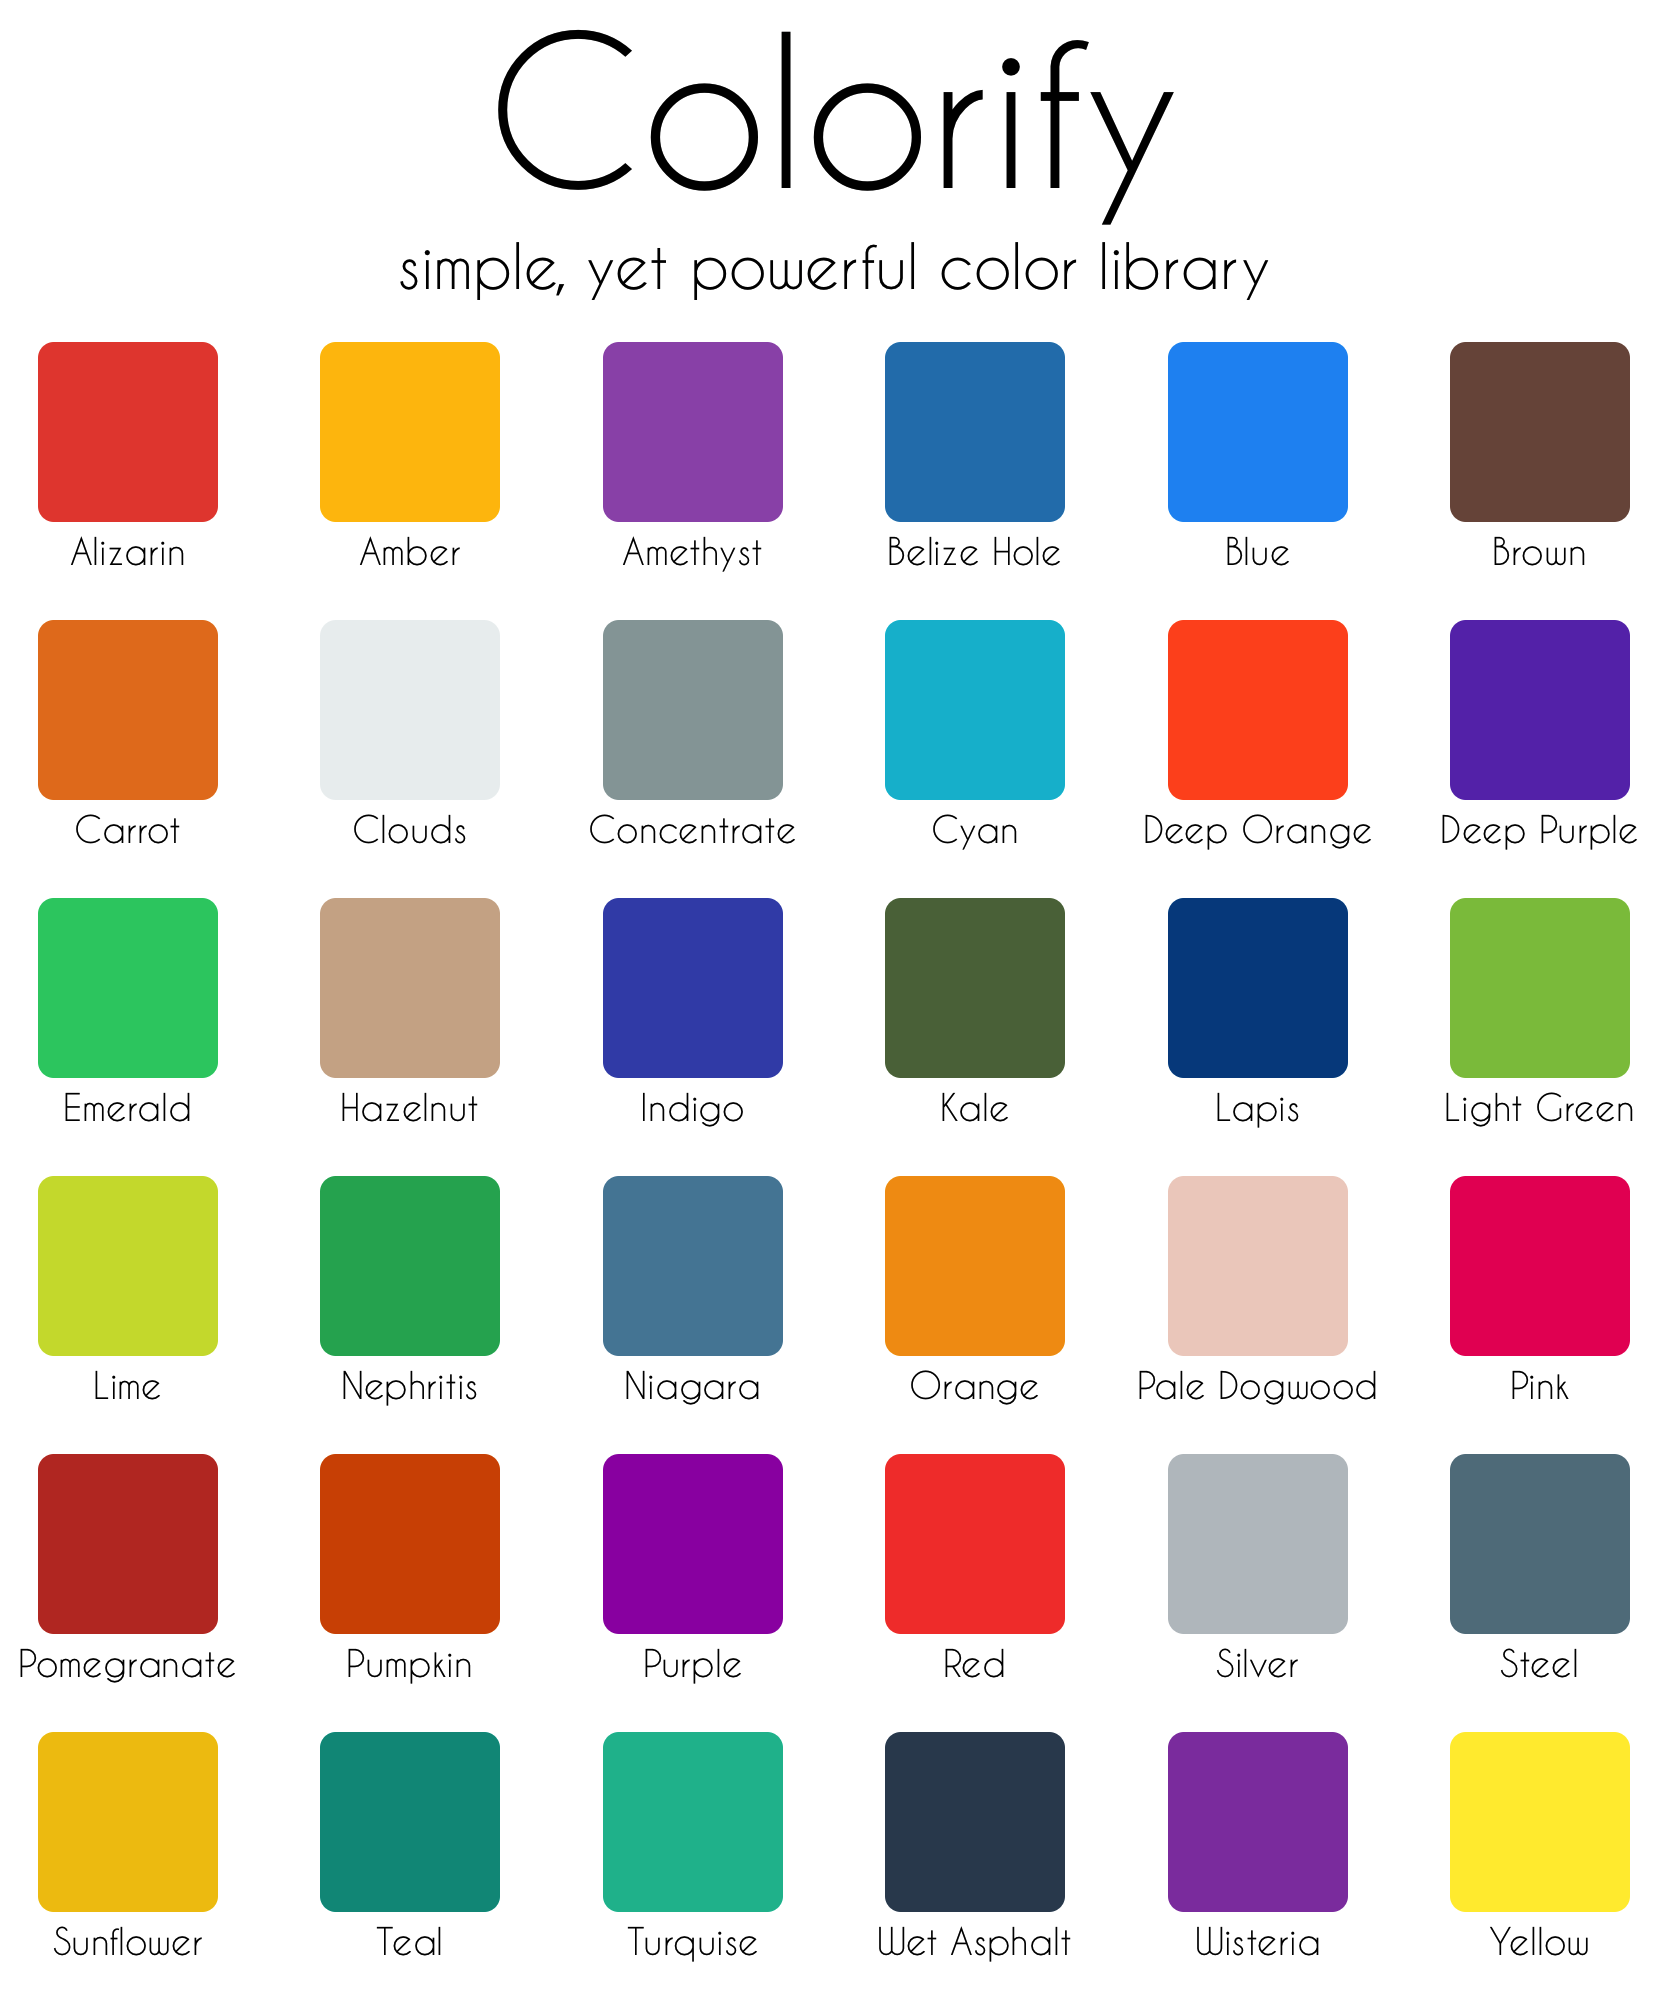 Colorify
simple, yet powerful color library
Alizarin Amber Amethyst Belize Hole Blue Brown
Carrot Clouds Concentrate Cyan Deep Orange Deep Purple
Emerald Hazelnut Indigo Kale Lapis Light Green
Lime Nephritis Niagara Orange Pale Dogwood Pink
Pomegranate Pumpkin Purple Red Silver Steel
Sunflower Teal Turquise Wet Asphalt Wisteria Yellow